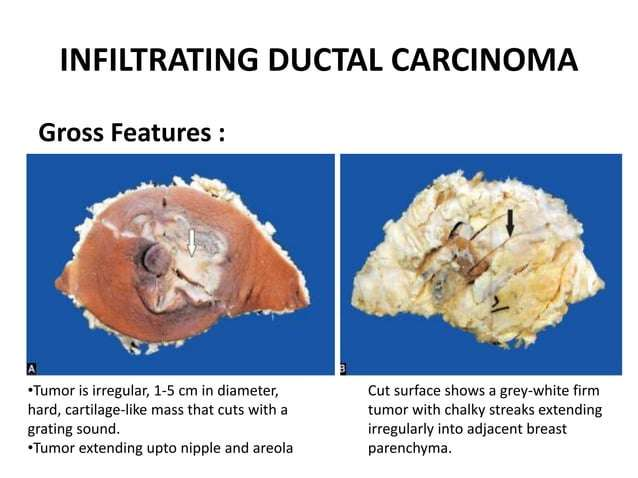 INFILTRATING DUCTAL CARCINOMA
Gross Features :
A
B
•Tumor is irregular, 1-5 cm in diameter,
hard, cartilage-like mass that cuts with a
grating sound.
•Tumor extending upto nipple and areola
Cut surface shows a grey-white firm
tumor with chalky streaks extending
irregularly into adjacent breast
parenchyma.